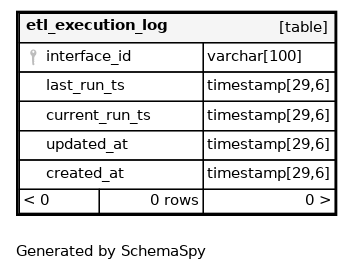 etl_execution_log [table]
interface_id varchar[100]
last_run_ts timestamp[29,6]
current_run_ts timestamp[29,6]
updated_at timestamp[29,6]
created_at timestamp[29,6]
< 0 0 rows 0 >
Generated by SchemaSpy